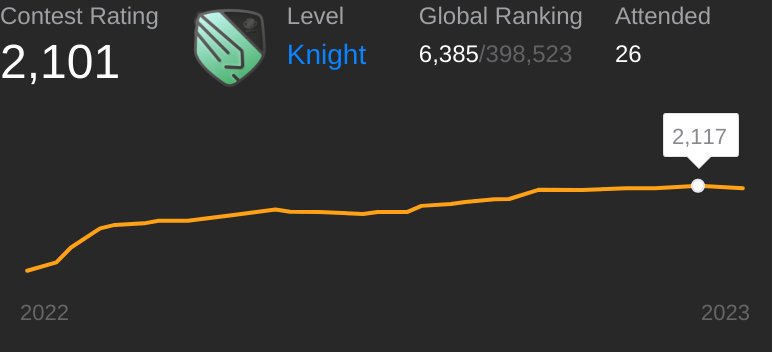 Contest Rating Level Global Ranking Attended
2,101 Knight 6,385/398,523 26
2,117
2022 2023